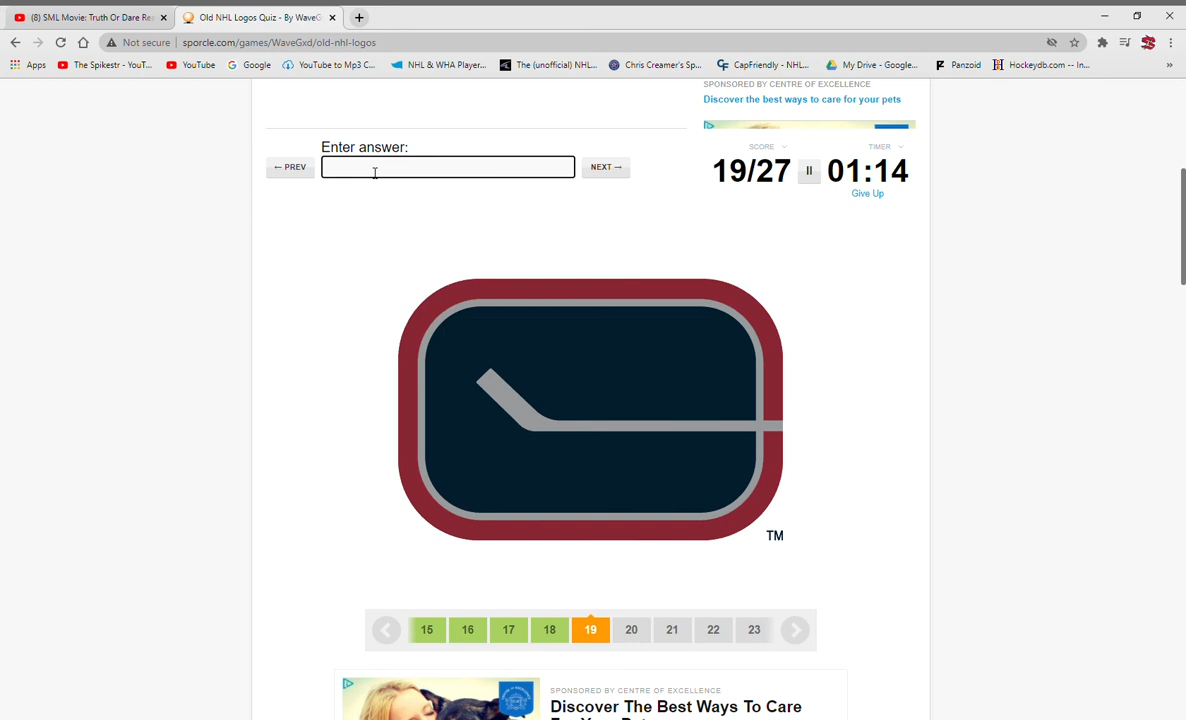 (8) SML Movie: Truth Or Dare Re
Old NHL Logos Quiz - By WaveG
Not secure | sporcle.com/games/WaveGxd/old-nhl-logos
Apps
The Spikestr - YouT...
YouTube
Google
YouTube to Mp3 C...
NHL & WHA Player...
The (unofficial) NHL...
Chris Creamer's Sp...
CapFriendly - NHL...
My Drive - Google...
Panzoid
Hockeydb.com -- In...
»
SPONSORED BY CENTRE OF EXCELLENCE
Discover the best ways to care for your pets
Enter answer:
← PREV
NEXT →
SCORE
TIMER
19/27
01:14
Give Up
TM
15 16 17 18 19 20 21 22 23
SPONSORED BY CENTRE OF EXCELLENCE
Discover The Best Ways To Care
For Your Pets